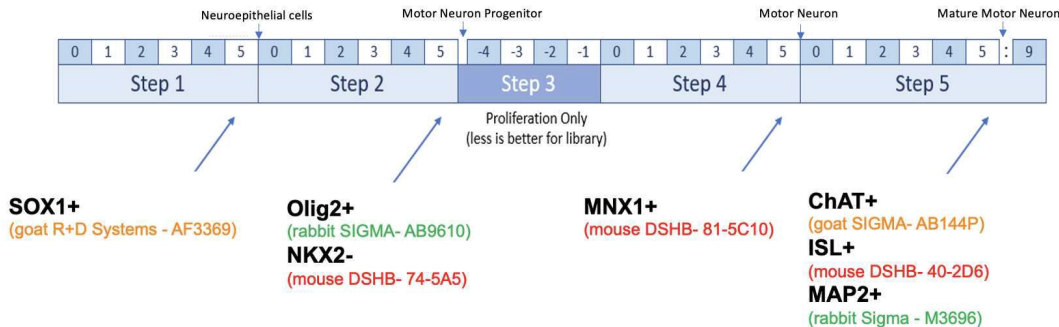 Neuroepithelial cells Motor Neuron Progenitor Motor Neuron Mature Motor Neuron
0 1 2 3 4 5 0 1 2 3 4 5 -4 -3 -2 -1 0 1 2 3 4 5 0 1 2 3 4 5 : 9
Step 1 Step 2 Step 3 Step 4 Step 5
Proliferation Only
(less is better for library)
SOX1+
(goat R+D Systems - AF3369)
Olig2+
(rabbit SIGMA- AB9610)
NKX2-
(mouse DSHB- 74-5A5)
MNX1+
(mouse DSHB- 81-5C10)
ChAT+
(goat SIGMA- AB144P)
ISL+
(mouse DSHB- 40-2D6)
MAP2+
(rabbit Sigma - M3696)